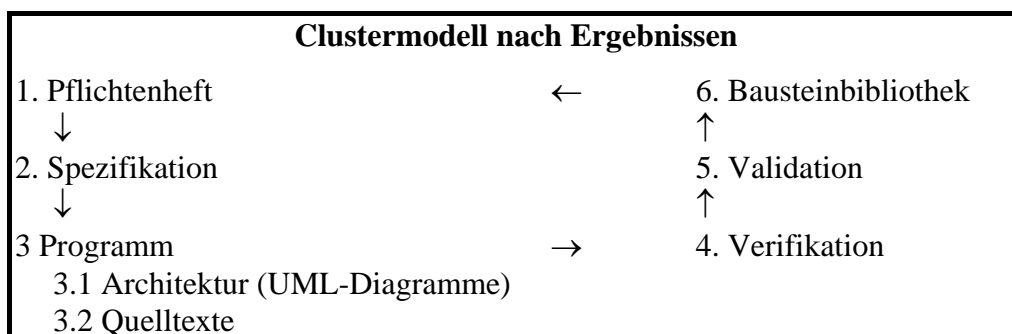 Clustermodell nach Ergebnissen
1. Pflichtenheft ← 6. Bausteinbibliothek
↓ ↑
2. Spezifikation 5. Validation
↓ ↑
3 Programm → 4. Verifikation
3.1 Architektur (UML-Diagramme)
3.2 Quelltexte